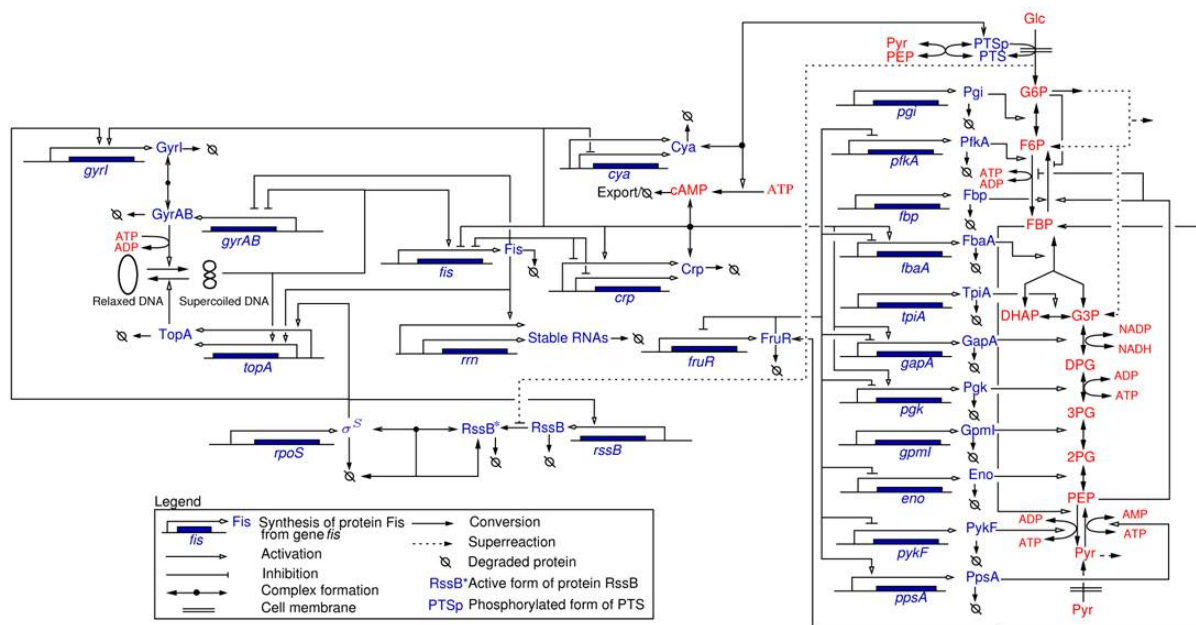 Glc
Pyr
PEP
PTSp
PTS
Pgi
pgi
G6P
GyrI
gyrI
Cya
cya
PfkA
pfkA
F6P
ATP
ADP
Export/
cAMP
ATP
Fbp
fbp
GyrAB
gyrAB
ATP
ADP
FBP
Fis
fis
Crp
crp
FbaA
fbaA
Relaxed DNA
Supercoiled DNA
TpiA
tpiA
DHAP
G3P
TopA
topA
Stable RNAs
rrn
FruR
fruR
GapA
gapA
NADP
NADH
DPG
Pgk
pgk
ADP
ATP
3PG
σS
rpoS
RssB*
RssB
rssB
GpmI
gpmI
2PG
Eno
eno
PEP
ADP
ATP
AMP
ATP
PykF
pykF
Pyr
PpsA
ppsA
Pyr
Legend
Fis
fis
Synthesis of protein Fis
from gene fis
Activation
Inhibition
Complex formation
Cell membrane
Conversion
Superreaction
Degraded protein
RssB* Active form of protein RssB
PTSp Phosphorylated form of PTS